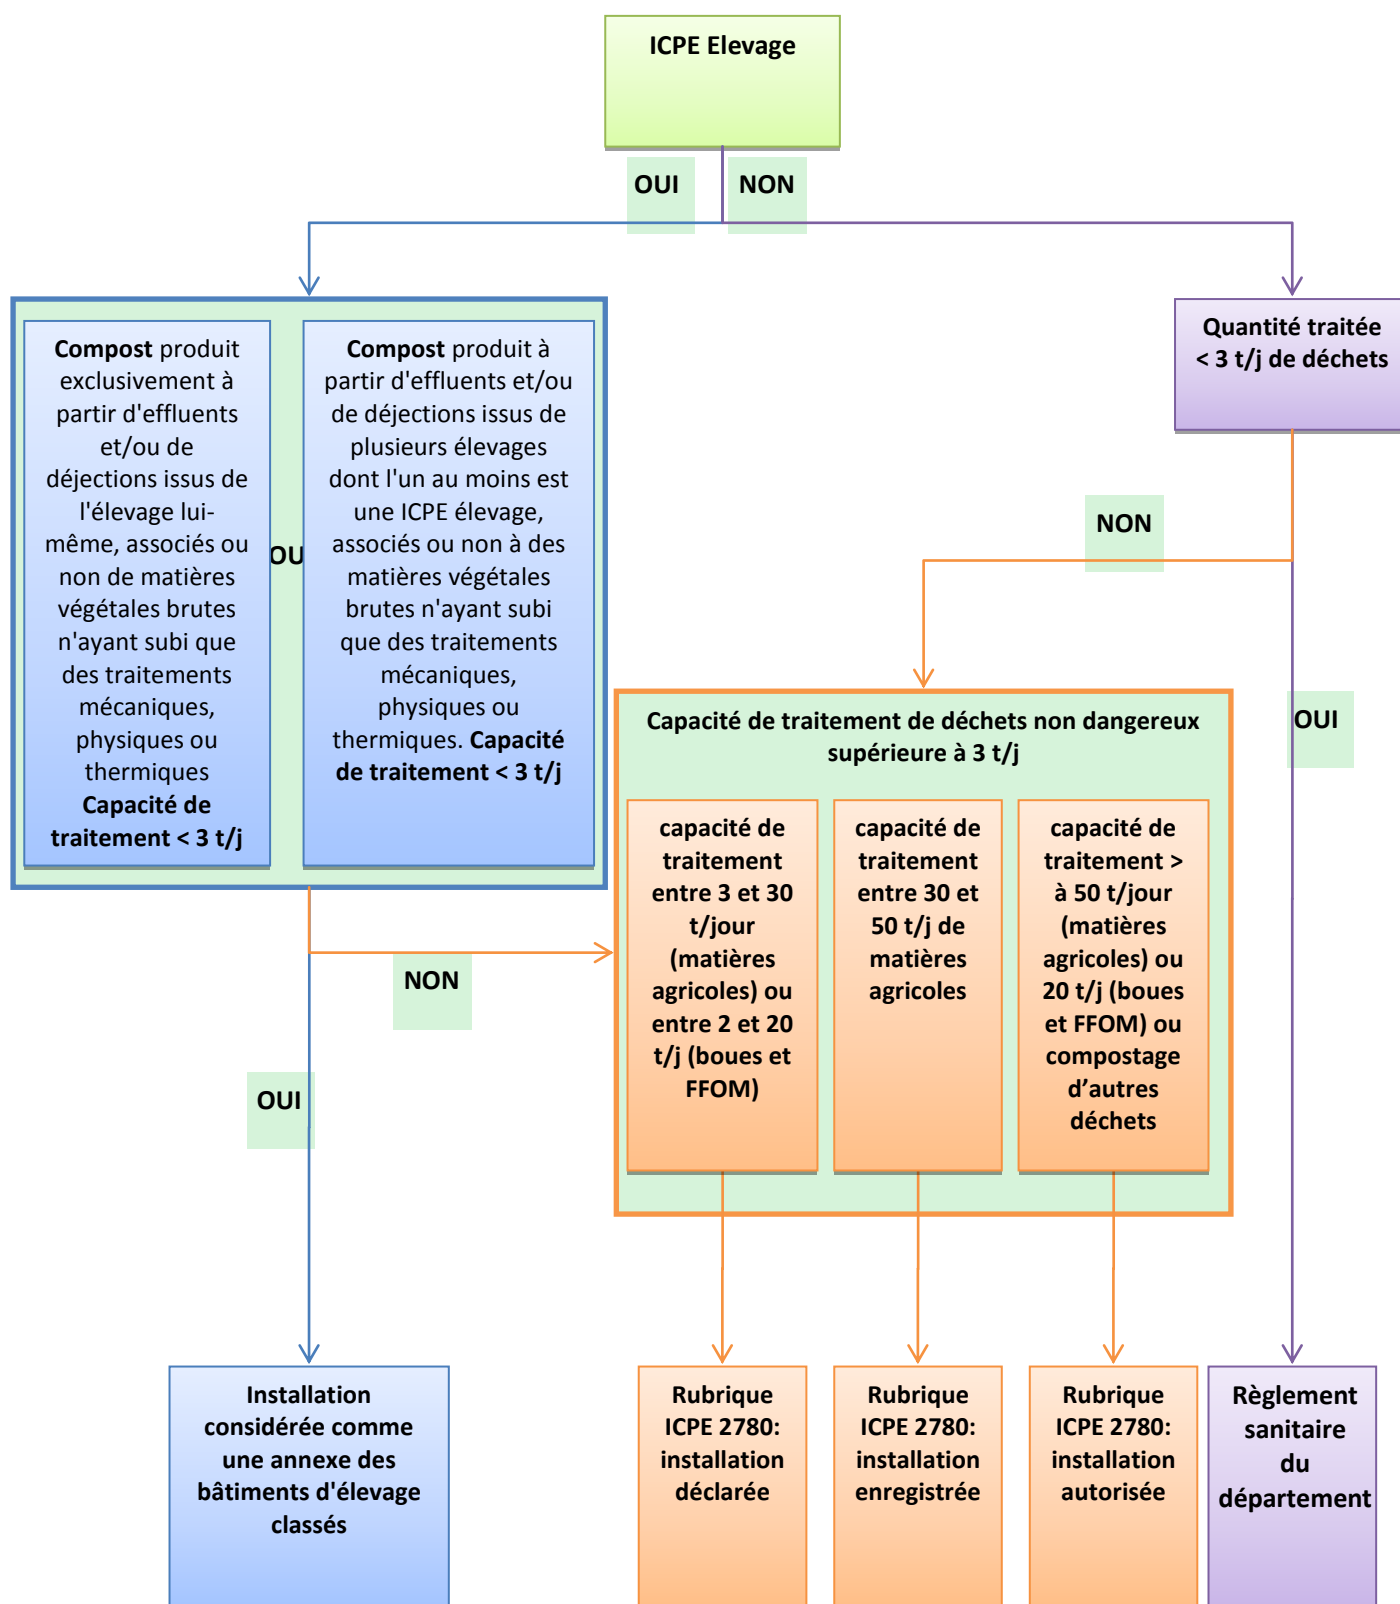 ICPE Elevage
OUI
NON
Compost produit
exclusivement à
partir d'effluents
et/ou de
déjections issus de
l'élevage lui-
même, associés ou
non de matières
végétales brutes
n'ayant subi que
des traitements
mécaniques,
physiques ou
thermiques
Capacité de
traitement < 3 t/j
OU
Compost produit à
partir d'effluents et/ou
de déjections issus de
plusieurs élevages
dont l'un au moins est
une ICPE élevage,
associés ou non à des
matières végétales
brutes n'ayant subi
que des traitements
mécaniques,
physiques ou
thermiques. Capacité
de traitement < 3 t/j
Quantité traitée
< 3 t/j de déchets
NON
OUI
Capacité de traitement de déchets non dangereux
supérieure à 3 t/j
capacité de
traitement
entre 3 et 30
t/jour
(matières
agricoles) ou
entre 2 et 20
t/j (boues et
FFOM)
capacité de
traitement
entre 30 et
50 t/j de
matières
agricoles
capacité de
traitement >
à 50 t/jour
(matières
agricoles) ou
20 t/j (boues
et FFOM) ou
compostage
d’autres
déchets
NON
OUI
Installation
considérée comme
une annexe des
bâtiments d'élevage
classés
Rubrique
ICPE 2780:
installation
déclarée
Rubrique
ICPE 2780:
installation
enregistrée
Rubrique
ICPE 2780:
installation
autorisée
Règlement
sanitaire
du
département